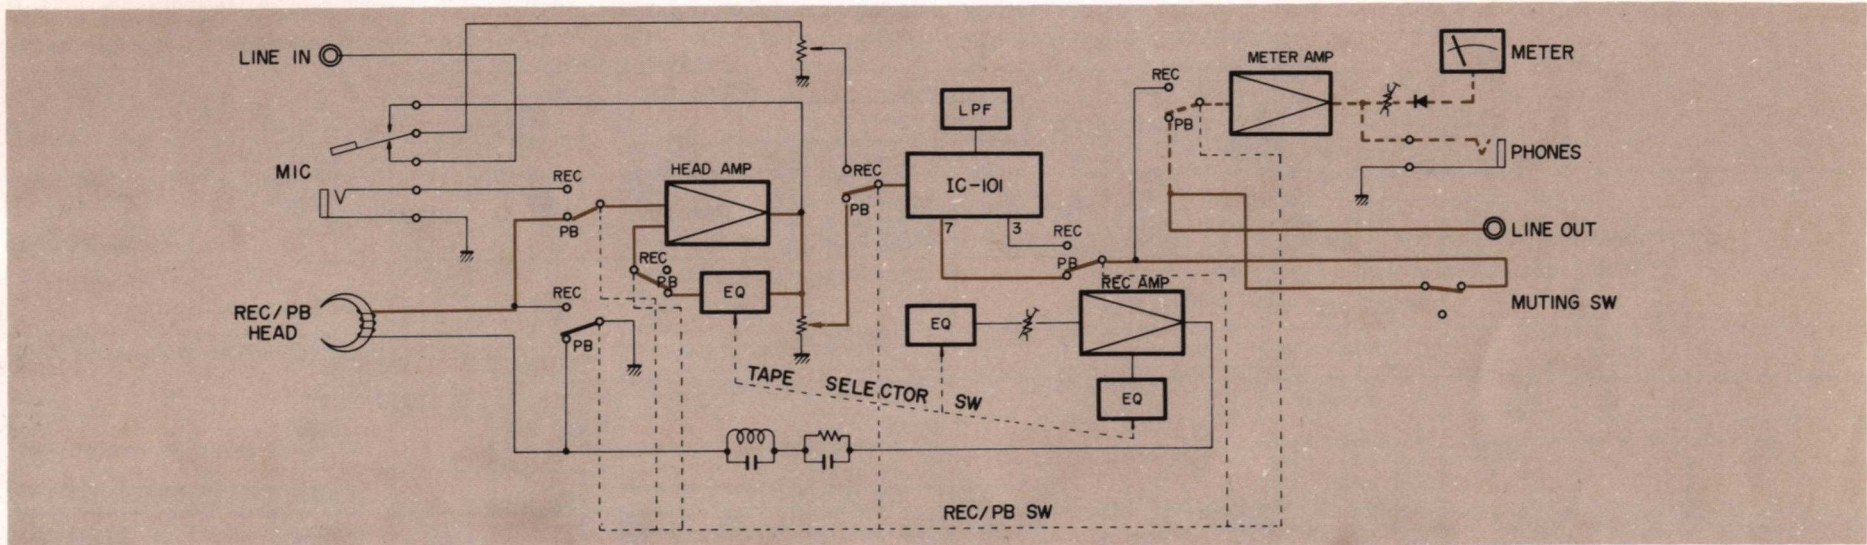 LINE IN
MIC
REC/PB
HEAD
REC
PB
REC
PB
HEAD AMP
REC
PB
EQ
TAPE SELECTOR SW
REC
PB
LPF
IC-101
7
3
REC
PB
REC AMP
EQ
EQ
REC/PB SW
REC
PB
METER AMP
METER
PHONES
LINE OUT
MUTING SW